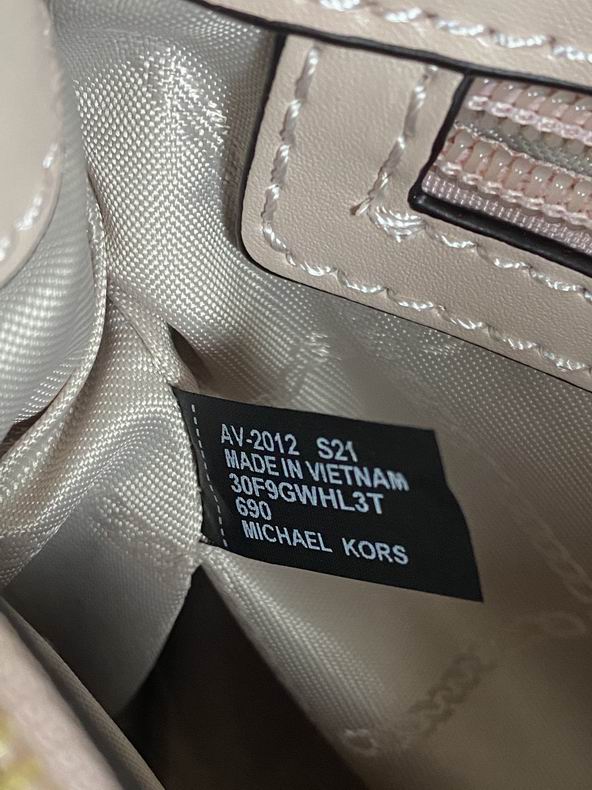 AV-2012 S21
MADE IN VIETNAM
30F9GWHL3T
690
MICHAEL KORS